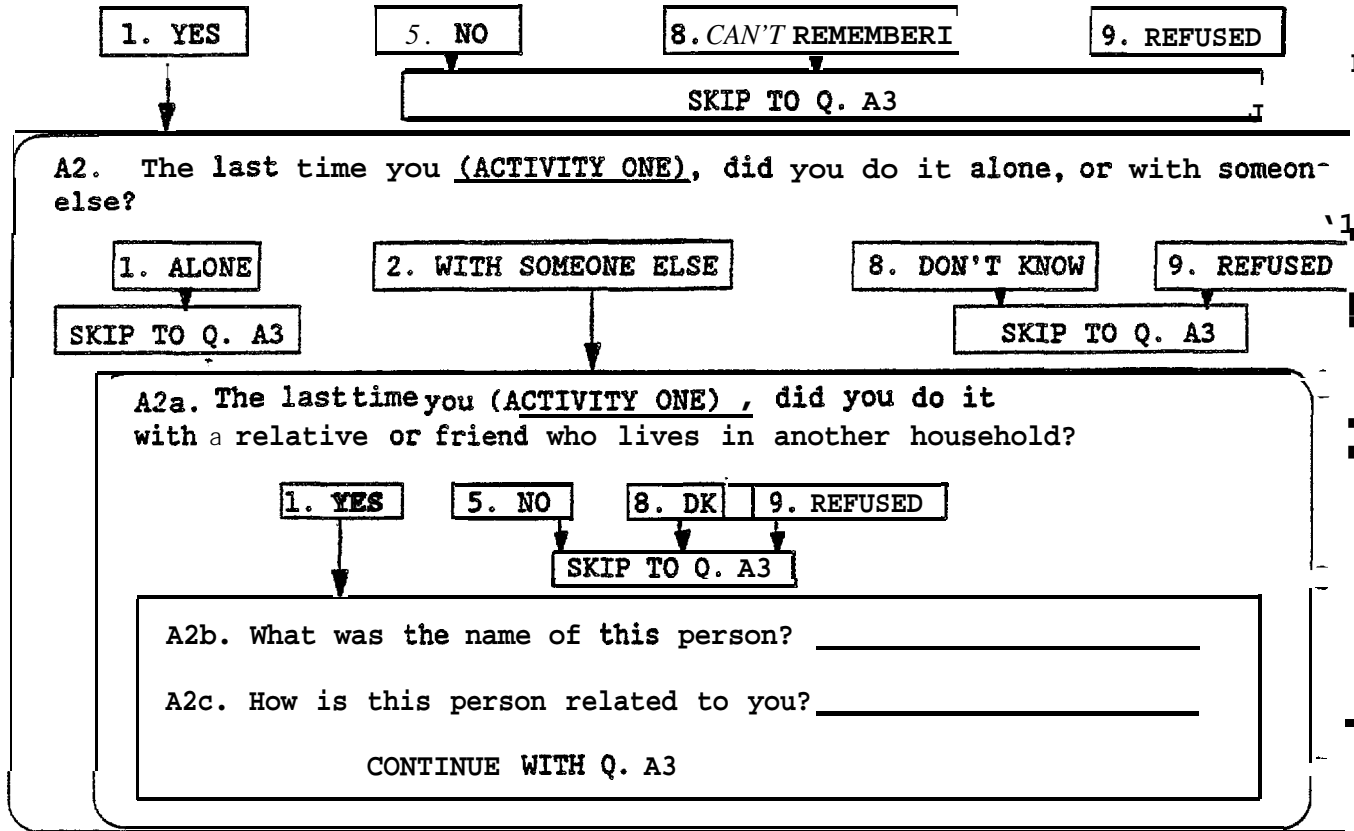 1. YES 5. NO 8. CAN'T REMEMBERI 9. REFUSED
SKIP TO Q. A3
A2. The last time you (ACTIVITY ONE), did you do it alone, or with someon
else?
1. ALONE 2. WITH SOMEONE ELSE 8. DON'T KNOW 9. REFUSED
SKIP TO Q. A3 SKIP TO Q. A3
A2a. The last time you (ACTIVITY ONE) , did you do it
with a relative or friend who lives in another household?
1. YES 5. NO 8. DK 9. REFUSED
SKIP TO Q. A3
A2b. What was the name of this person?
A2c. How is this person related to you?
CONTINUE WITH Q. A3